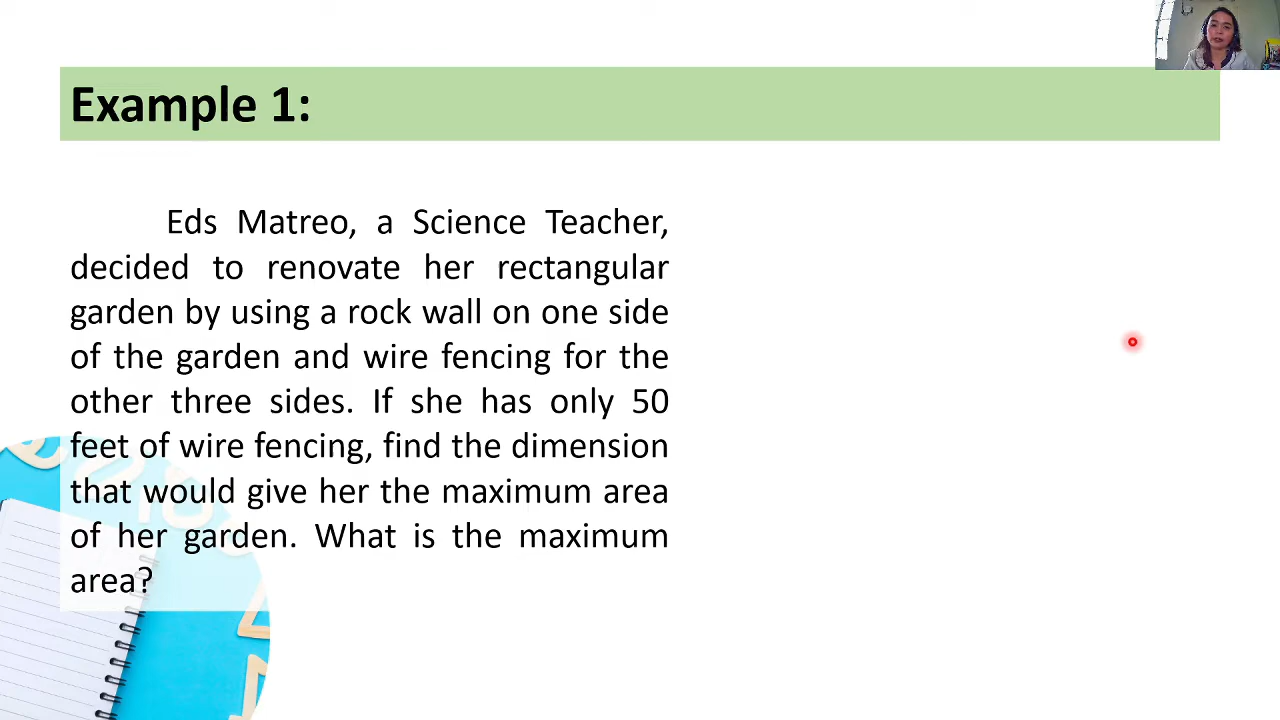 Example 1:
Eds Matreo, a Science Teacher,
decided to renovate her rectangular
garden by using a rock wall on one side
of the garden and wire fencing for the
other three sides. If she has only 50
feet of wire fencing, find the dimension
that would give her the maximum area
of her garden. What is the maximum
area?